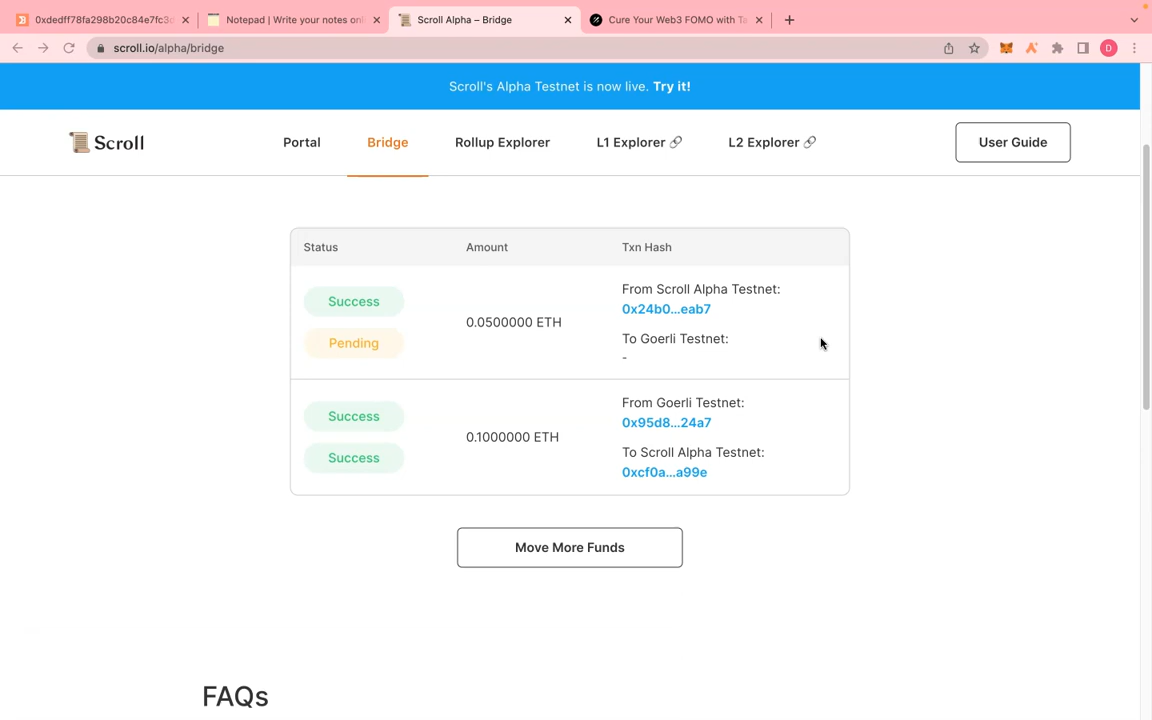 0xdedff78fa298b20c84e7fc3d
Notepad | Write your notes onl
Scroll Alpha – Bridge
Cure Your Web3 FOMO with Ta
scroll.io/alpha/bridge
D
Scroll's Alpha Testnet is now live. Try it!
Scroll
Portal
Bridge
Rollup Explorer
L1 Explorer
L2 Explorer
User Guide
Status
Amount
Txn Hash
Success
Pending
0.0500000 ETH
From Scroll Alpha Testnet:
0x24b0...eab7
To Goerli Testnet:
-
Success
Success
0.1000000 ETH
From Goerli Testnet:
0x95d8...24a7
To Scroll Alpha Testnet:
0xcf0a...a99e
Move More Funds
FAQs